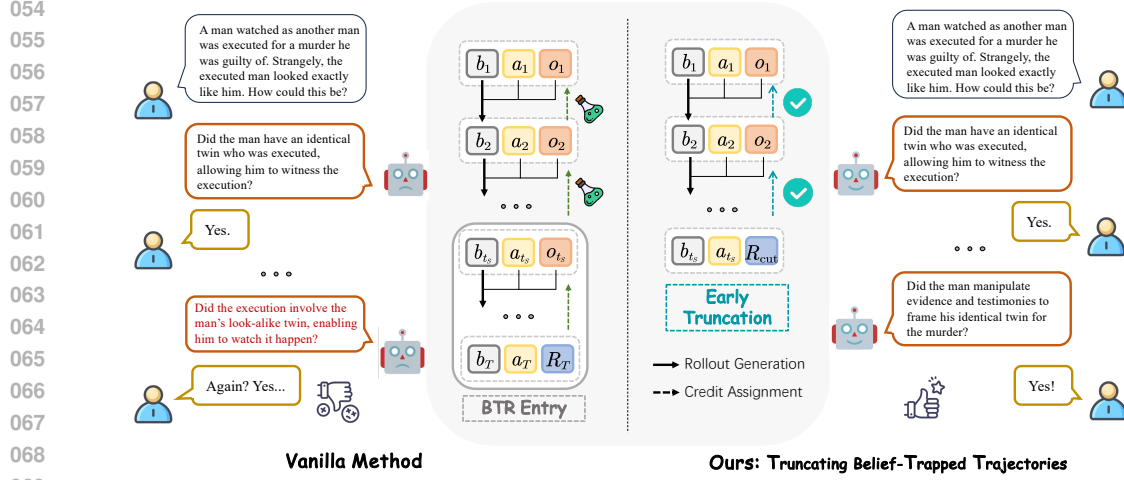 054
055
056
057
058
059
060
061
062
063
064
065
066
067
068
A man watched as another man
was executed for a murder he
was guilty of. Strangely, the
executed man looked exactly
like him. How could this be?
Did the man have an identical
twin who was executed,
allowing him to witness the
execution?
Yes.
Did the execution involve the
man's look-alike twin, enabling
him to watch it happen?
Again? Yes...
Vanilla Method
b1 a1 o1
b2 a2 o2
bts ats ots
bT aT RT
BTR Entry
b1 a1 o1
b2 a2 o2
bts ats Rcut
Early
Truncation
Rollout Generation
Credit Assignment
A man watched as another man
was executed for a murder he
was guilty of. Strangely, the
executed man looked exactly
like him. How could this be?
Did the man have an identical
twin who was executed,
allowing him to witness the
execution?
Yes.
Did the man manipulate
evidence and testimonies to
frame his identical twin for
the murder?
Yes!
Ours: Truncating Belief-Trapped Trajectories